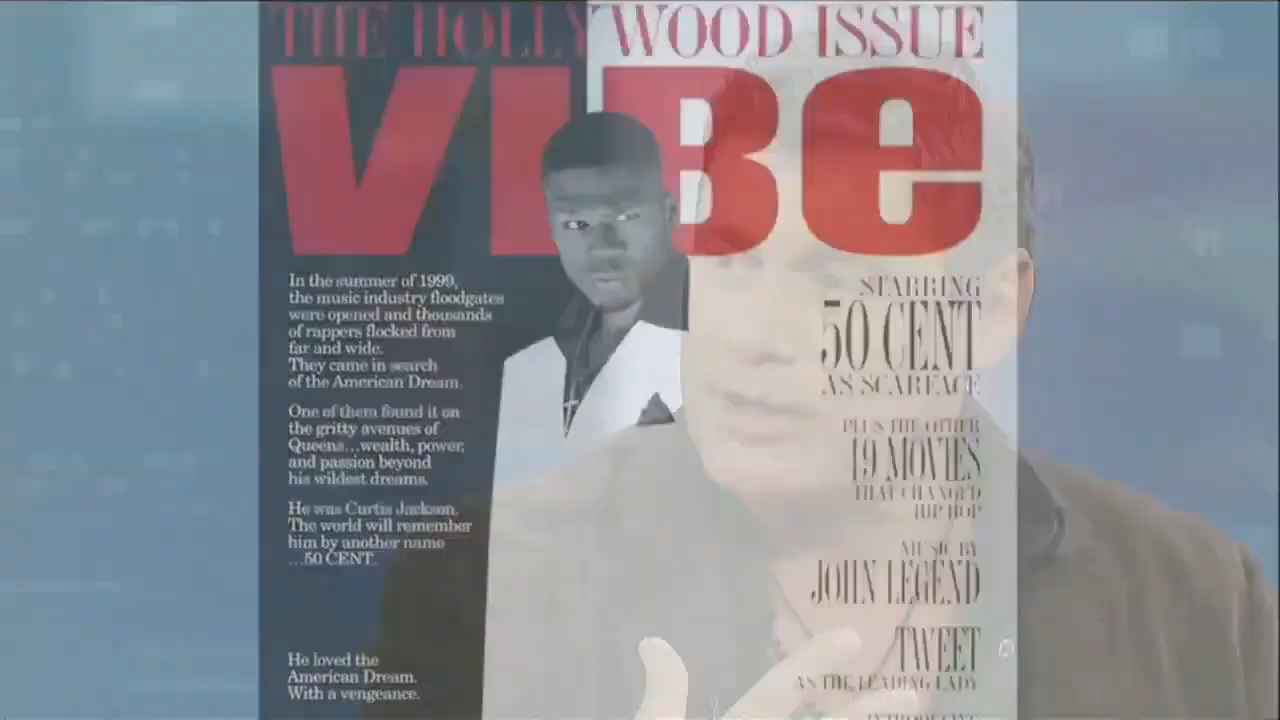 THE HOLLYWOOD ISSUE
VIBE
In the summer of 1999,
the music industry floodgates
were opened and thousands
of rappers flocked from
far and wide.
They came in search
of the American Dream.
One of them found it on
the gritty avenues of
Queens...wealth, power,
and passion beyond
his wildest dreams.
He was Curtis Jackson.
The world will remember
him by another name
...50 CENT.
He loved the
American Dream.
With a vengeance.
STARRING
50 CENT
AS SCARFACE
PLUS THE OTHER
19 MOVIES
THAT CHANGED
HIP HOP
MUSIC BY
JOHN LEGEND
TWEET
AS THE LEADING LADY